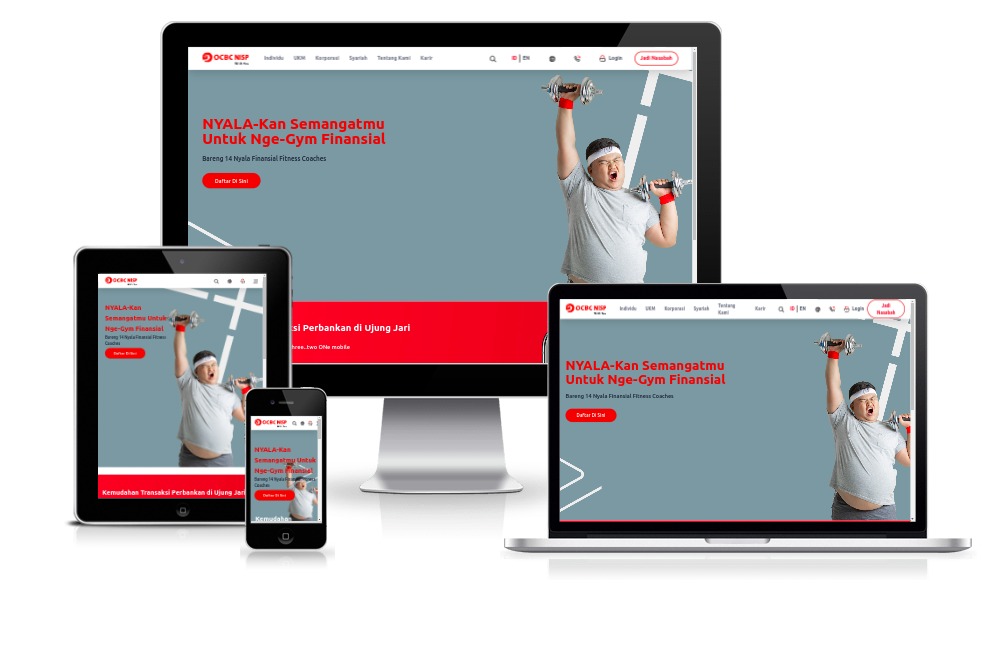 OCBC NISP
Individu UKM Korporasi Syariah Tentang Kami Karir
ID | EN
Login
Jadi Nasabah
NYALA-Kan Semangatmu
Untuk Nge-Gym Finansial
Bareng 14 Nyala Finansial Fitness Coaches
Daftar Di Sini
ksi Perbankan di Ujung Jari
hree..two ONe mobile
OCBC NISP
NYALA-Kan
Semangatmu Untuk
Nge-Gym Finansial
Bareng 14 Nyala Finansial Fitness
Coaches
Daftar Di Sini
Kemudahan Transaksi Perbankan di Ujung Jari
OCBC NISP
NYALA-Kan
Semangatmu Untuk
Nge-Gym Finansial
Bareng 14 Nyala Finansial Fitness
Coaches
Daftar Di Sini
Kemudahan
OCBC NISP
Individu UKM Korporasi Syariah Tentang
Kami
Karir
ID | EN
Login
Jadi
Nasabah
NYALA-Kan Semangatmu
Untuk Nge-Gym Finansial
Bareng 14 Nyala Finansial Fitness Coaches
Daftar Di Sini